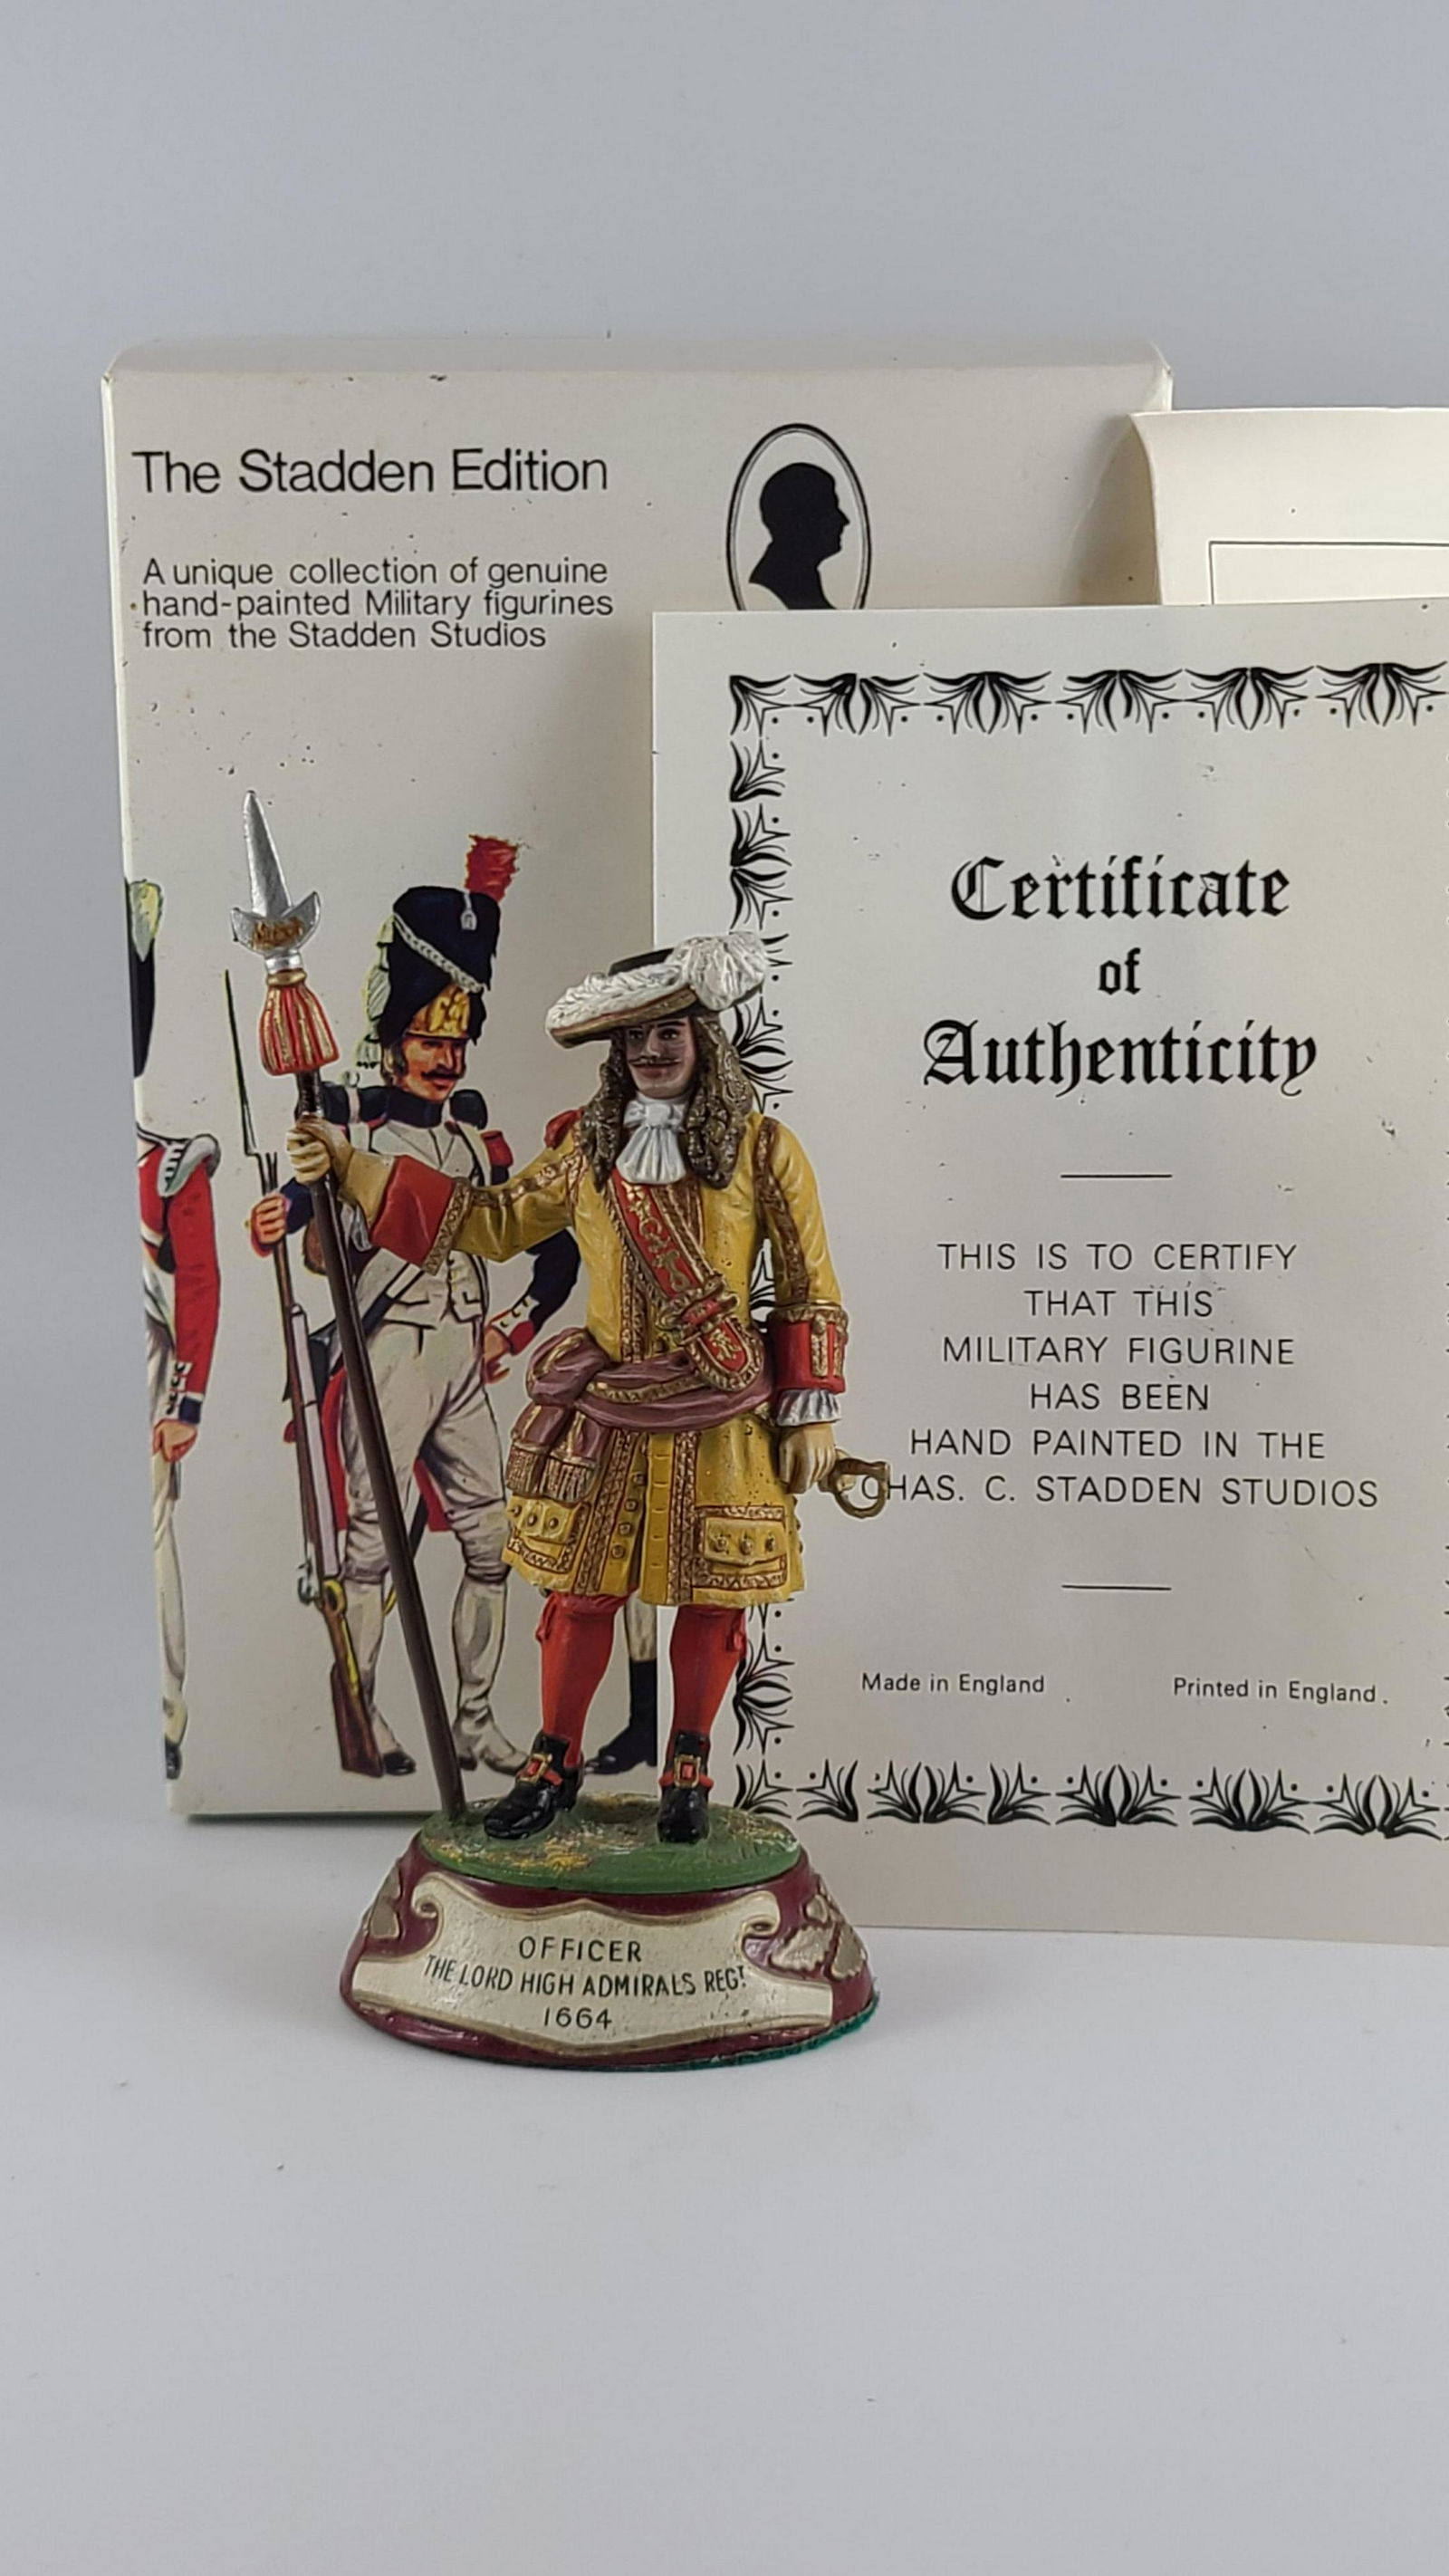 The Stadden Edition
A unique collection of genuine
hand-painted Military figurines
from the Stadden Studios
Certificate
of
Authenticity
THIS IS TO CERTIFY
THAT THIS
MILITARY FIGURINE
HAS BEEN
HAND PAINTED IN THE
CHAS. C. STADDEN STUDIOS
Made in England
Printed in England.
OFFICER
THE LORD HIGH ADMIRALS REGT
1664